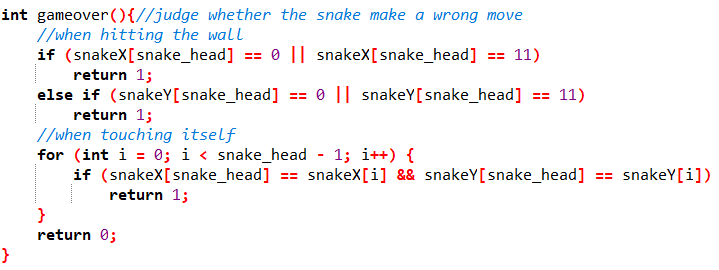 int gameover(){//judge whether the snake make a wrong move
    //when hitting the wall
    if (snakeX[snake_head] == 0 || snakeX[snake_head] == 11)
        return 1;
    else if (snakeY[snake_head] == 0 || snakeY[snake_head] == 11)
        return 1;
    //when touching itself
    for (int i = 0; i < snake_head - 1; i++) {
        if (snakeX[snake_head] == snakeX[i] && snakeY[snake_head] == snakeY[i])
            return 1;
    }
    return 0;
}